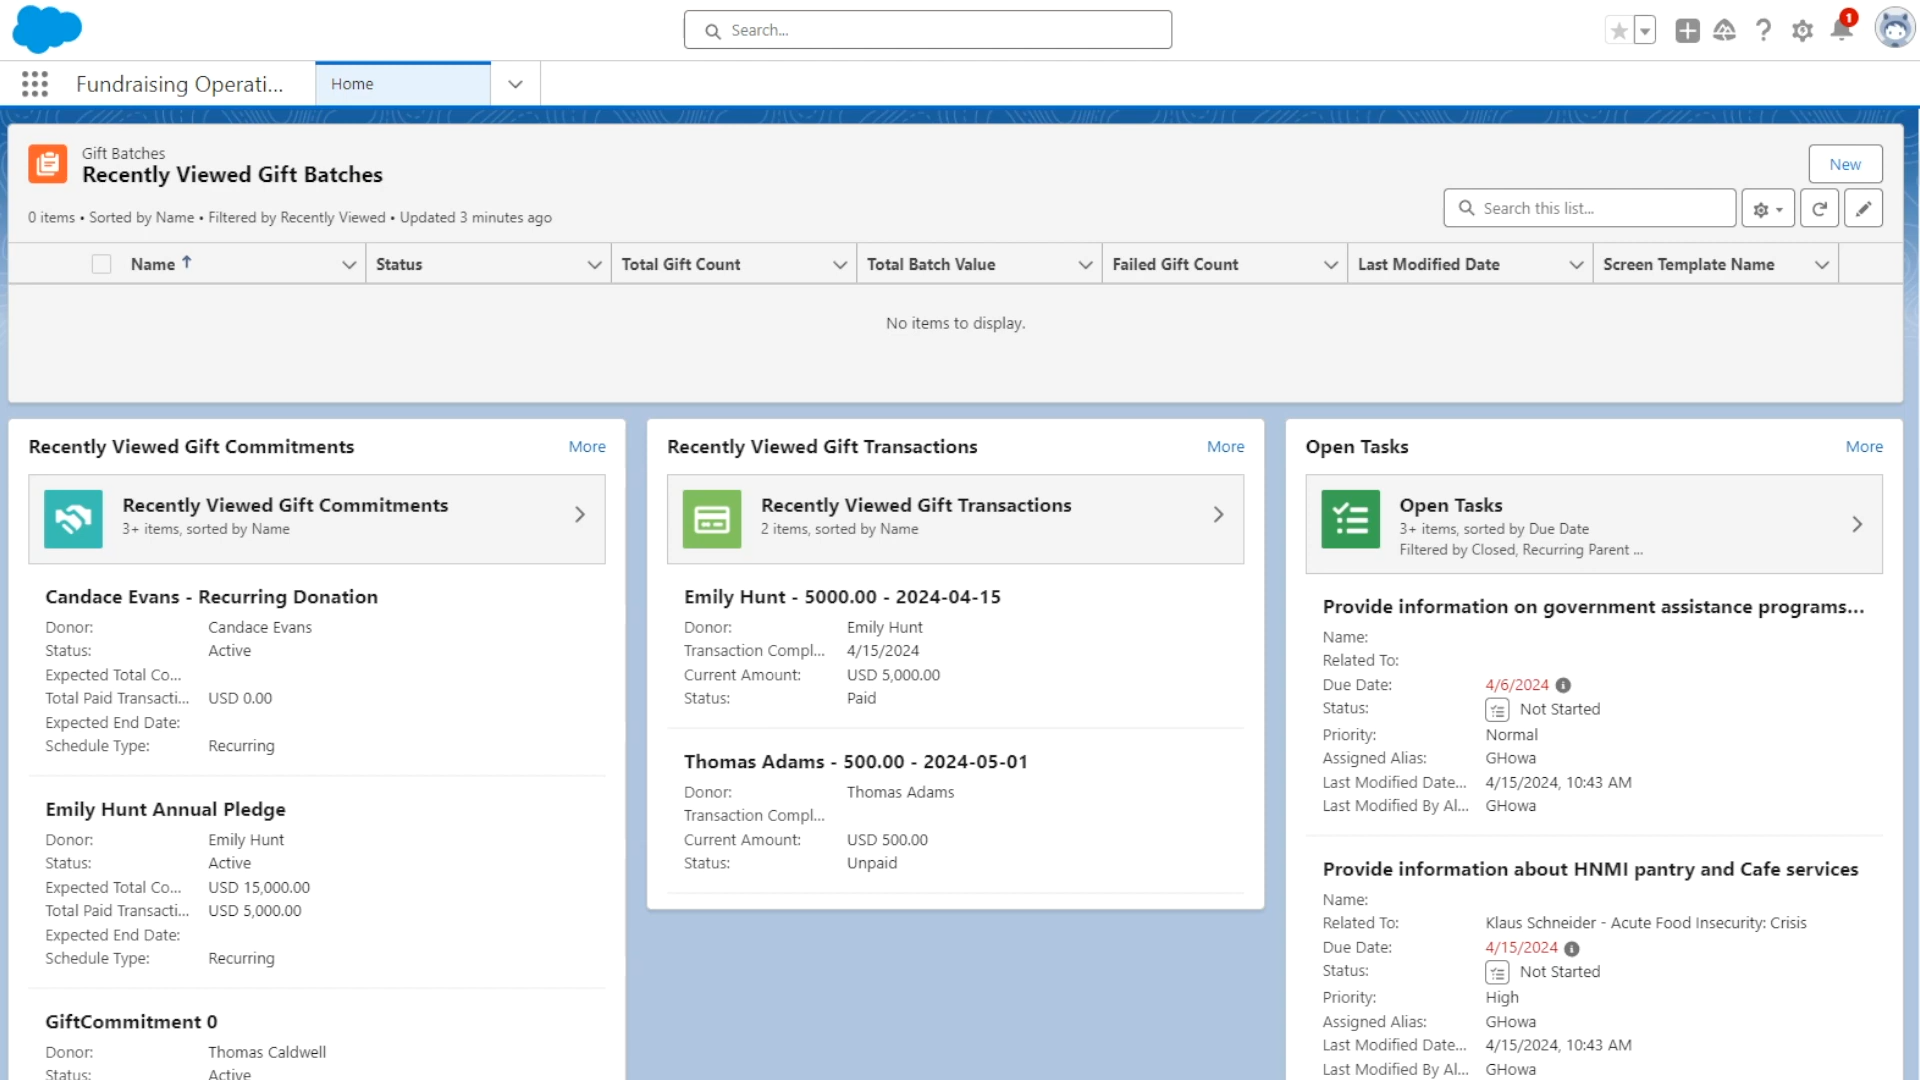 Search...
1
Fundraising Operati...
Home
Gift Batches
Recently Viewed Gift Batches
New
0 items • Sorted by Name • Filtered by Recently Viewed • Updated 3 minutes ago
Search this list...
Name ↑
Status
Total Gift Count
Total Batch Value
Failed Gift Count
Last Modified Date
Screen Template Name
No items to display.
Recently Viewed Gift Commitments
More
Recently Viewed Gift Commitments
3+ items, sorted by Name
Candace Evans - Recurring Donation
Donor: Candace Evans
Status: Active
Expected Total Co...
Total Paid Transacti... USD 0.00
Expected End Date:
Schedule Type: Recurring
Emily Hunt Annual Pledge
Donor: Emily Hunt
Status: Active
Expected Total Co... USD 15,000.00
Total Paid Transacti... USD 5,000.00
Expected End Date:
Schedule Type: Recurring
GiftCommitment 0
Donor: Thomas Caldwell
Status: Active
Recently Viewed Gift Transactions
More
Recently Viewed Gift Transactions
2 items, sorted by Name
Emily Hunt - 5000.00 - 2024-04-15
Donor: Emily Hunt
Transaction Compl... 4/15/2024
Current Amount: USD 5,000.00
Status: Paid
Thomas Adams - 500.00 - 2024-05-01
Donor: Thomas Adams
Transaction Compl...
Current Amount: USD 500.00
Status: Unpaid
Open Tasks
More
Open Tasks
3+ items, sorted by Due Date
Filtered by Closed, Recurring Parent ...
Provide information on government assistance programs...
Name:
Related To:
Due Date: 4/6/2024
Status: Not Started
Priority: Normal
Assigned Alias: GHowa
Last Modified Date... 4/15/2024, 10:43 AM
Last Modified By Al... GHowa
Provide information about HNMI pantry and Cafe services
Name:
Related To: Klaus Schneider - Acute Food Insecurity: Crisis
Due Date: 4/15/2024
Status: Not Started
Priority: High
Assigned Alias: GHowa
Last Modified Date... 4/15/2024, 10:43 AM
Last Modified By Al... GHowa